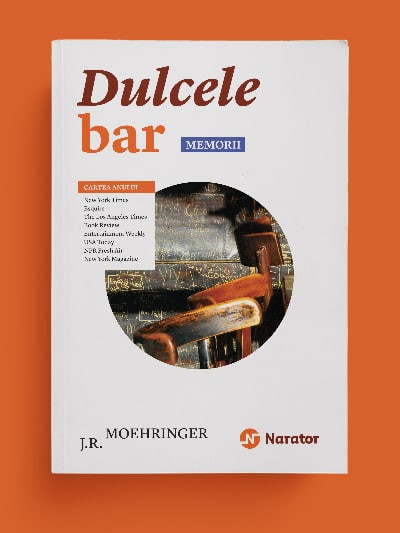 Dulcele
bar
MEMORII
CARTEA ANULUI
New York Times
Esquire
The Los Angeles Times
Book Review
Entertainment Weekly
USA Today
NPR Fresh Air
New York Magazine
J.R. MOEHRINGER
Narator